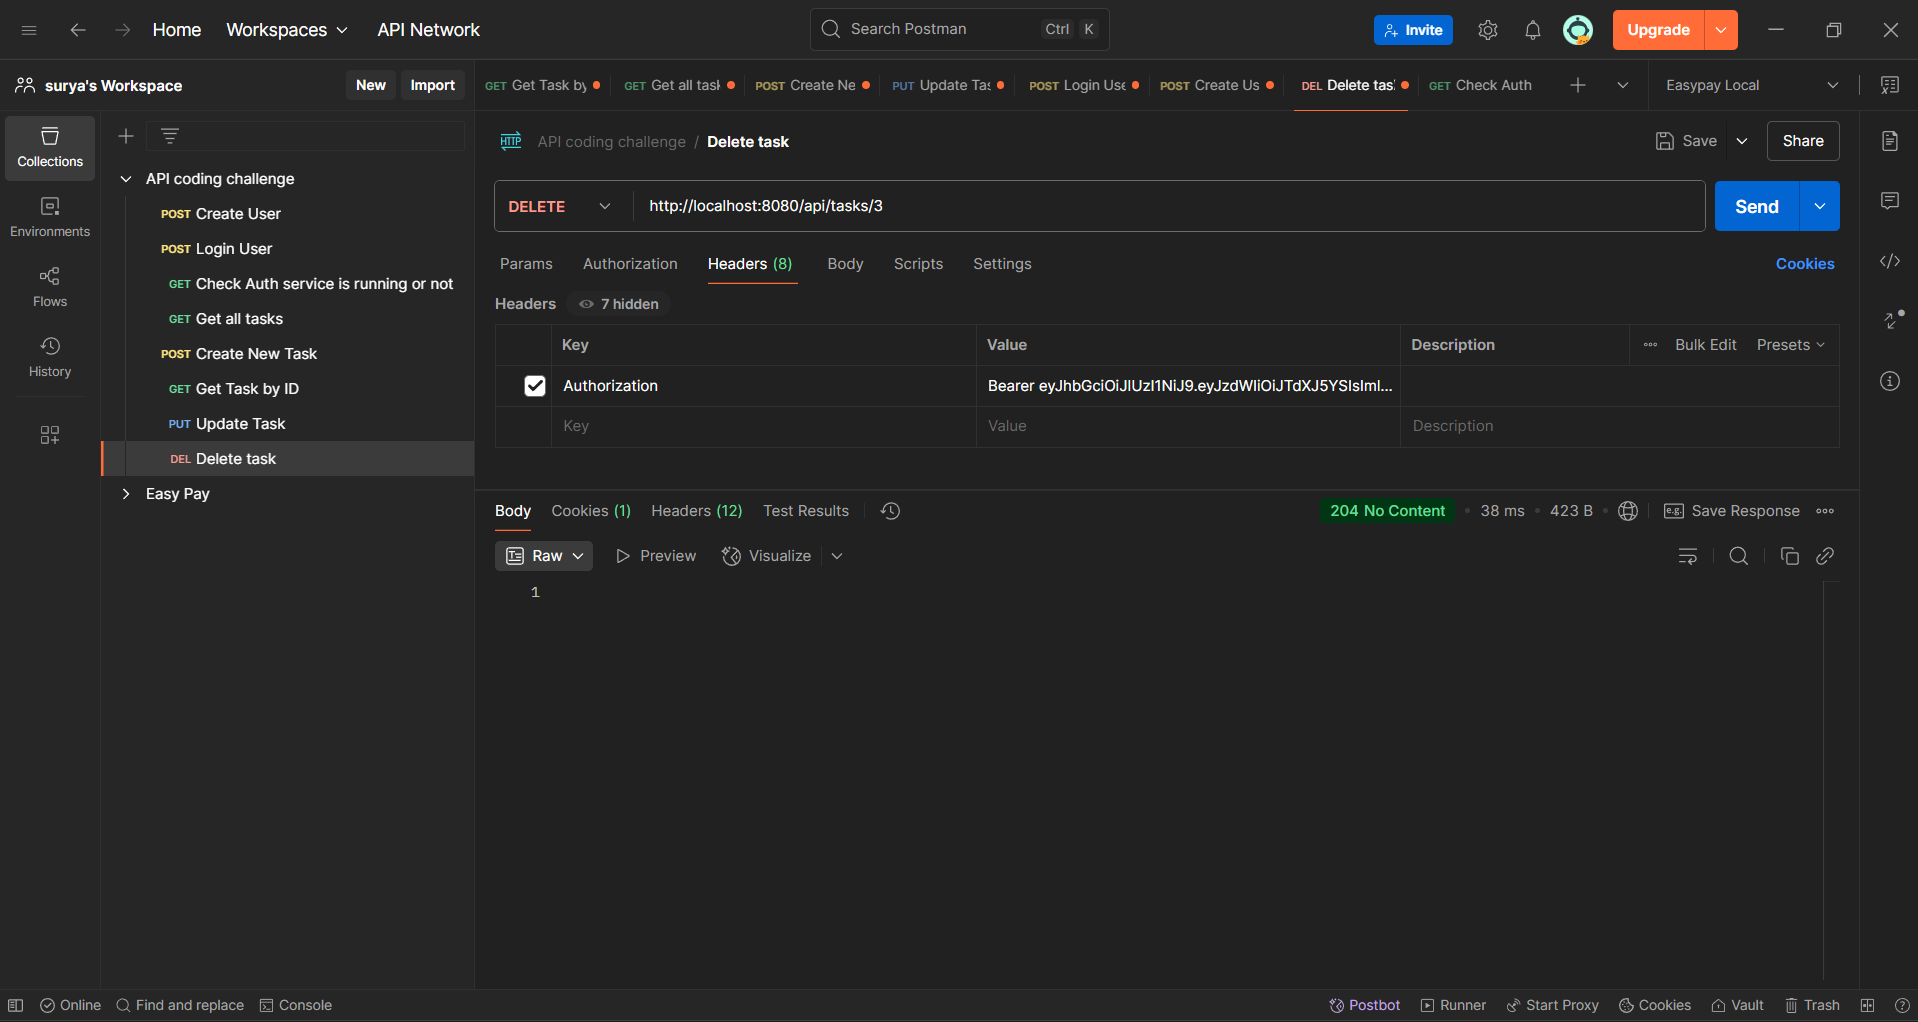 Home Workspaces API Network Search Postman Ctrl K Invite Upgrade
surya's Workspace New Import GET Get Task by GET Get all task POST Create Ne PUT Update Tas POST Login Use POST Create Us DEL Delete tas GET Check Auth Easypay Local
Collections
Environments
Flows
History
API coding challenge
POST Create User
POST Login User
GET Check Auth service is running or not
GET Get all tasks
POST Create New Task
GET Get Task by ID
PUT Update Task
DEL Delete task
Easy Pay
HTTP API coding challenge / Delete task Save Share
DELETE http://localhost:8080/api/tasks/3 Send
Params Authorization Headers (8) Body Scripts Settings Cookies
Headers 7 hidden
Key Value Description Bulk Edit Presets
Authorization Bearer eyJhbGciOiJIUzI1NiJ9.eyJzdWIiOiJTdXJ5YSIsImI...
Key Value Description
Body Cookies (1) Headers (12) Test Results 204 No Content • 38 ms • 423 B • e.g. Save Response
Raw Preview Visualize
1
Online Find and replace Console Postbot Runner Start Proxy Cookies Vault Trash